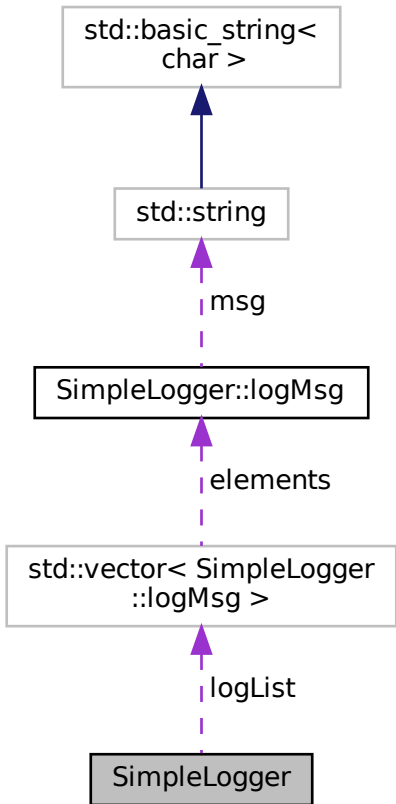 std::basic_string<
char >
std::string
msg
SimpleLogger::logMsg
elements
std::vector< SimpleLogger
::logMsg >
logList
SimpleLogger